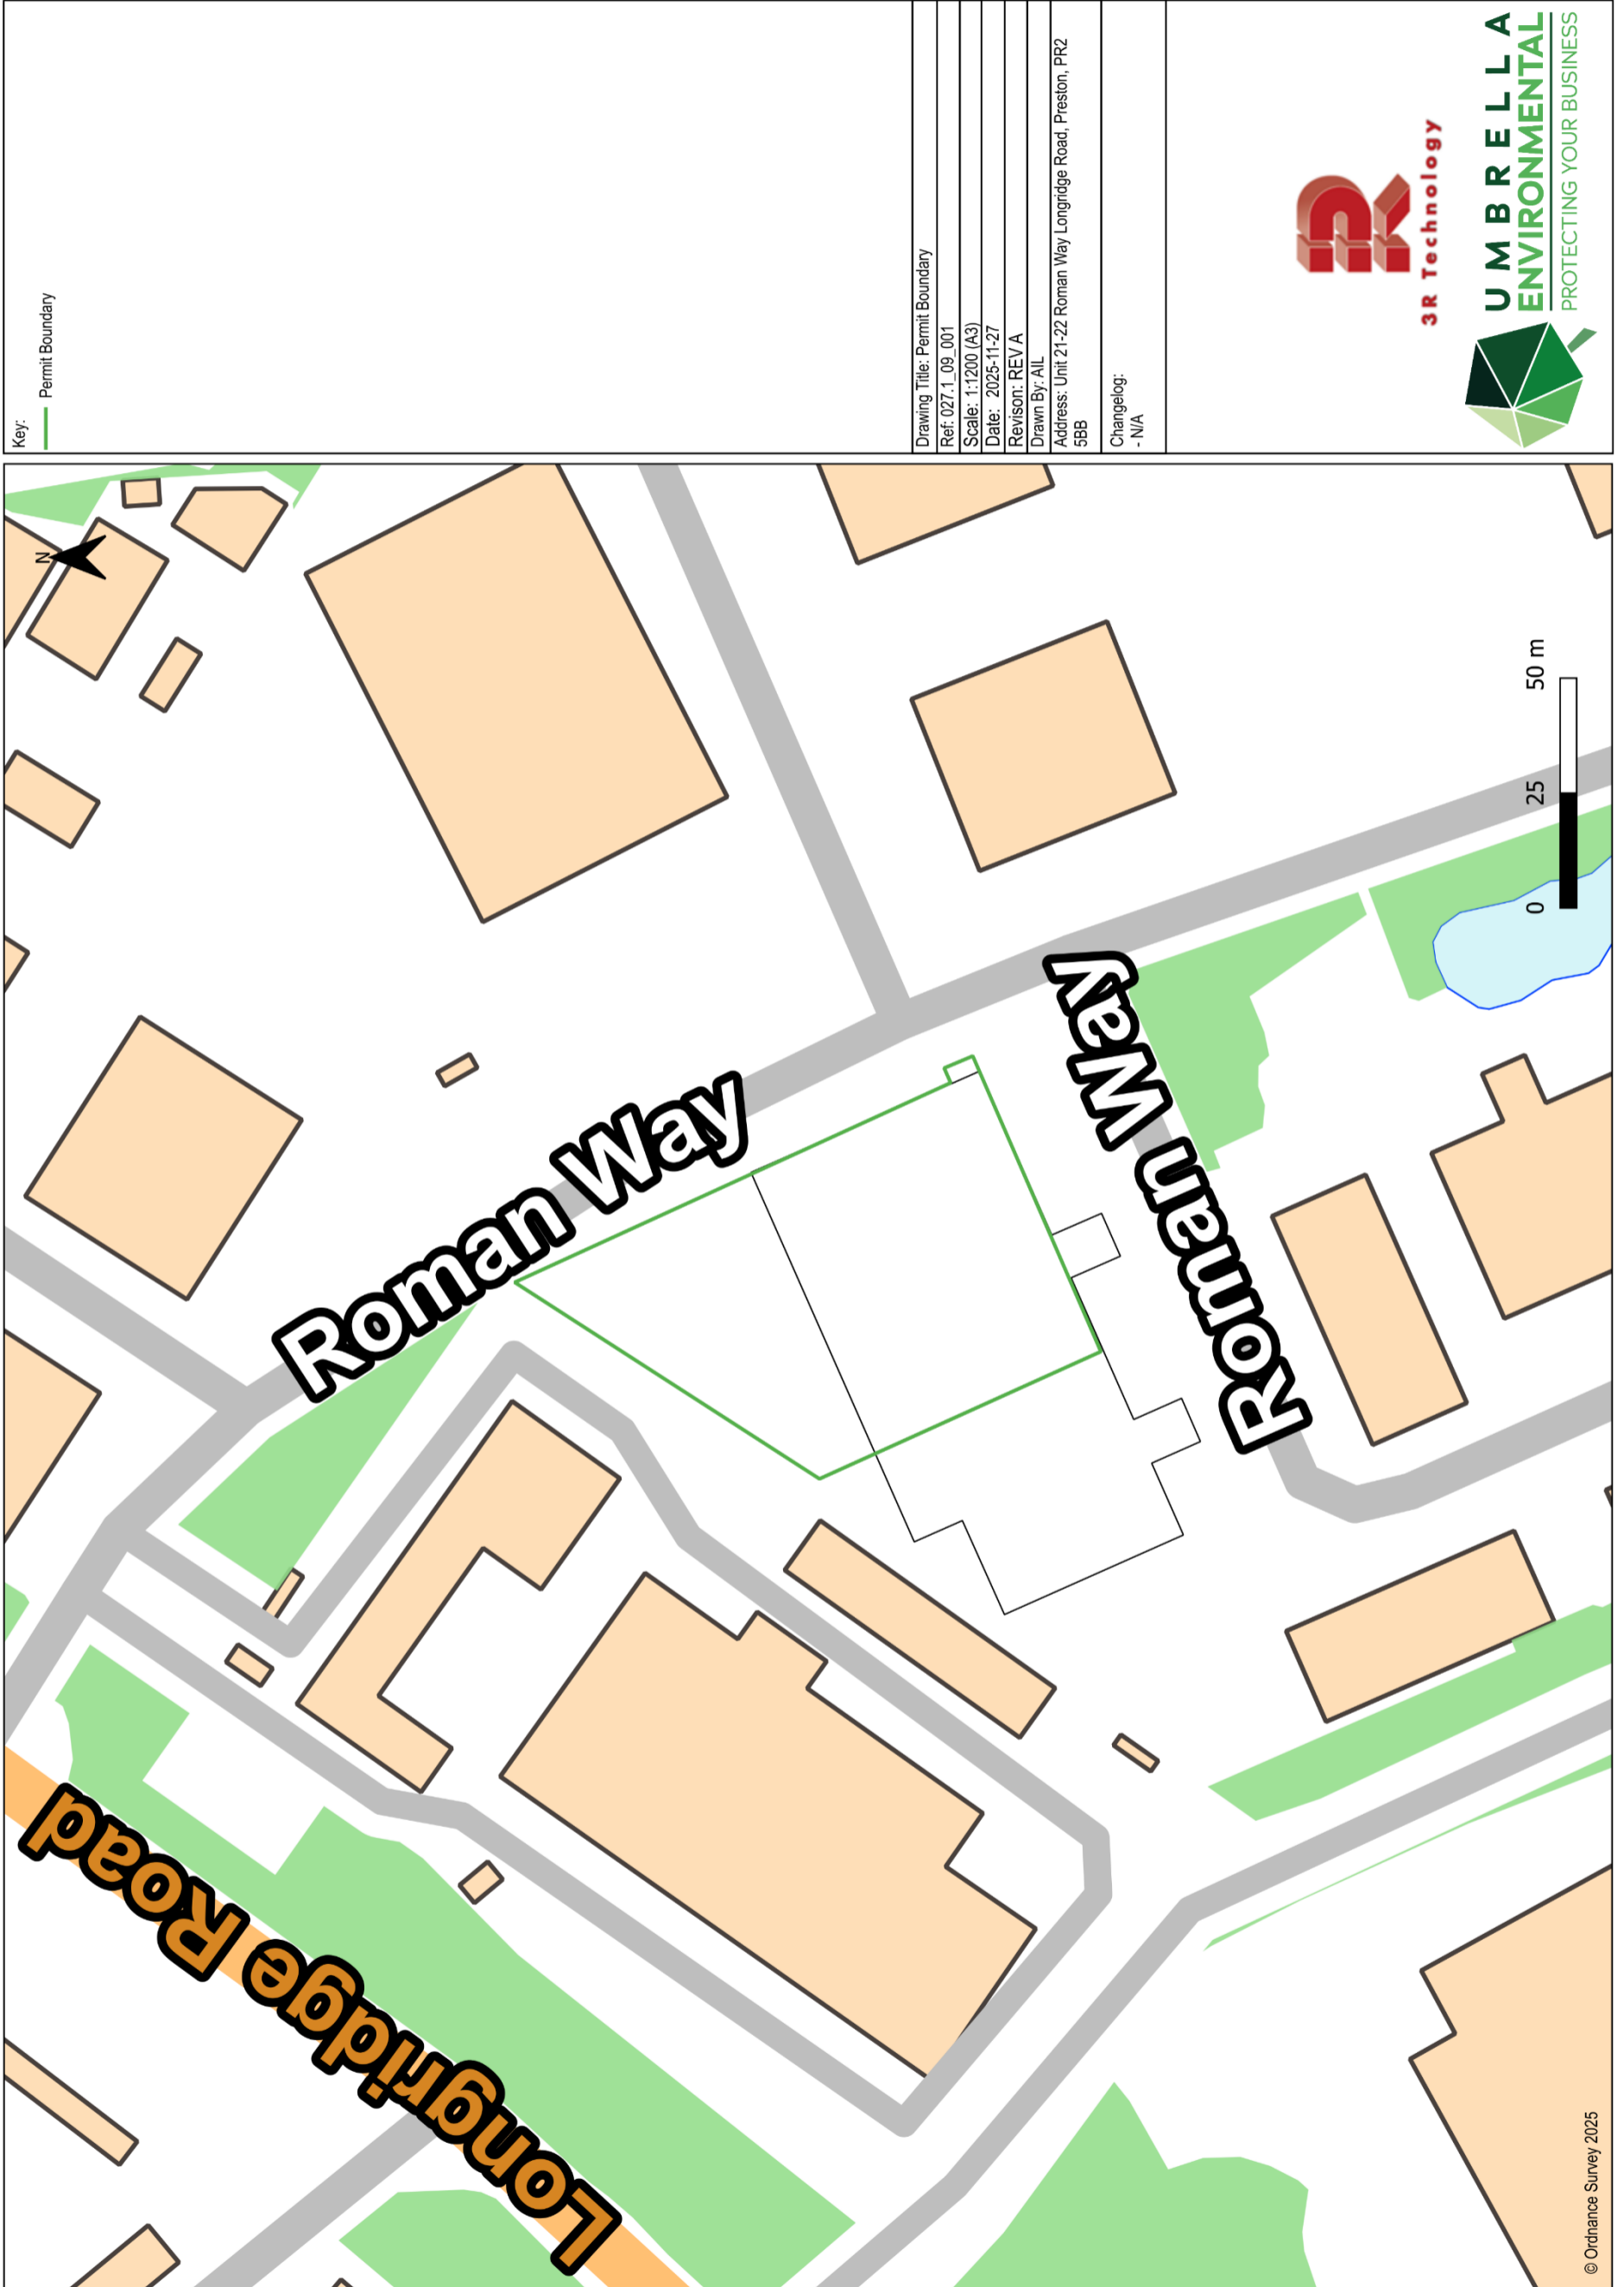 Key:
Permit Boundary
Drawing Title: Permit Boundary
Ref: 027.1_09_001
Scale: 1:1200 (A3)
Date: 2025-11-27
Revison: REV A
Drawn By: AIL
Address: Unit 21-22 Roman Way Longridge Road, Preston, PR2
5BB
Changelog:
- N/A
3R
3R Technology
UMBRELLA
ENVIRONMENTAL
PROTECTING YOUR BUSINESS
N
Roman Way
Roman Way
Longridge Road
0 25 50 m
© Ordnance Survey 2025